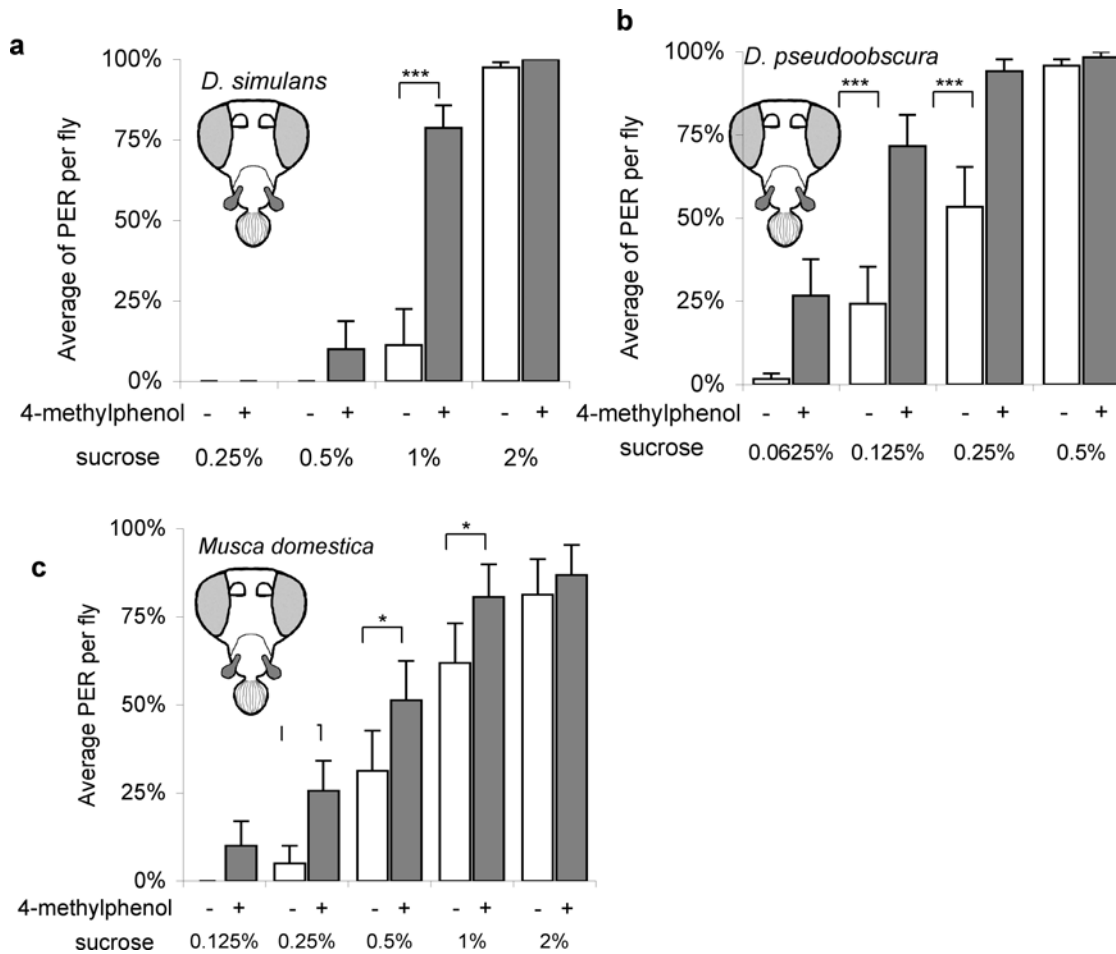 a
D. simulans
***
100%
75%
50%
25%
0%
Average of PER per fly
4-methylphenol - + - + - + - +
sucrose 0.25% 0.5% 1% 2%
b
D. pseudoobscura
*** ***
100%
75%
50%
25%
0%
Average of PER per fly
4-methylphenol - + - + - + - +
sucrose 0.0625% 0.125% 0.25% 0.5%
c
Musca domestica
*
*
100%
75%
50%
25%
0%
Average PER per fly
4-methylphenol - + - + - + - + - +
sucrose 0.125% 0.25% 0.5% 1% 2%